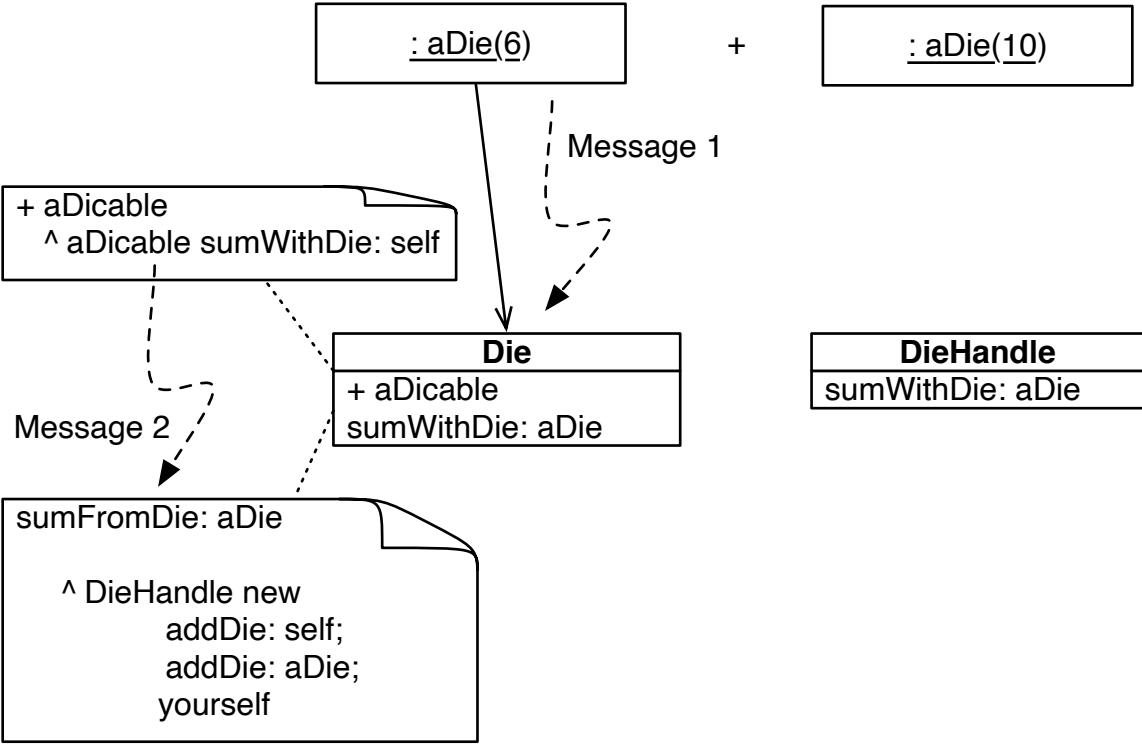 : aDie(6)
+
: aDie(10)
Message 1
+ aDicable
^ aDicable sumWithDie: self
Die
+ aDicable
sumWithDie: aDie
DieHandle
sumWithDie: aDie
Message 2
sumFromDie: aDie
^ DieHandle new
addDie: self;
addDie: aDie;
yourself